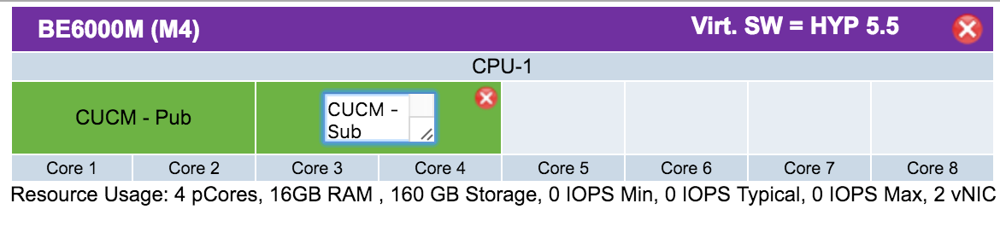 BE6000M (M4) Virt. SW = HYP 5.5
CPU-1
CUCM - Pub
CUCM -
Sub
Core 1 Core 2 Core 3 Core 4 Core 5 Core 6 Core 7 Core 8
Resource Usage: 4 pCores, 16GB RAM , 160 GB Storage, 0 IOPS Min, 0 IOPS Typical, 0 IOPS Max, 2 vNIC